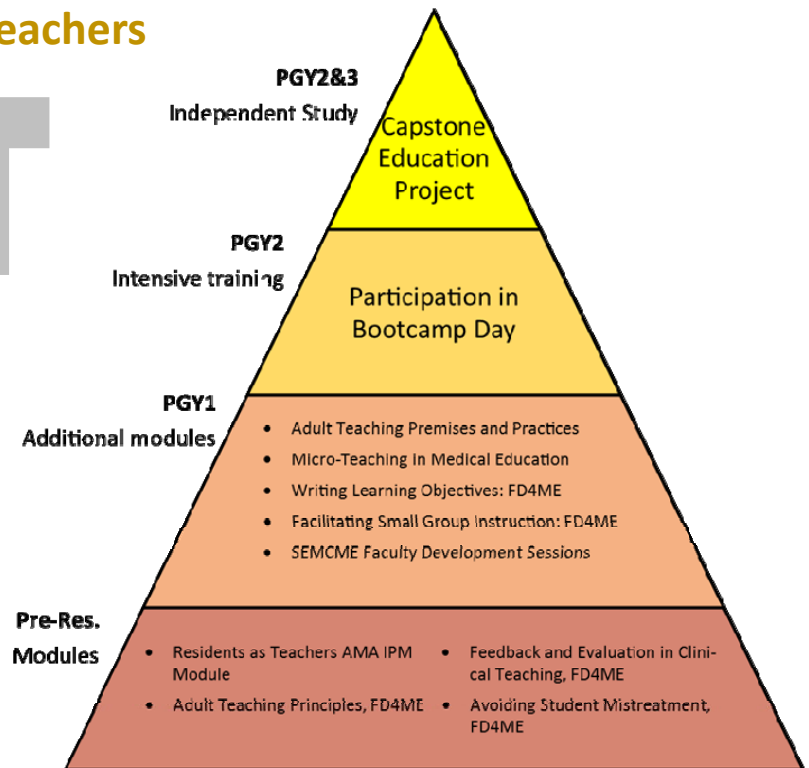 eachers
T
PGY2&3
Independent Study
Capstone
Education
Project
PGY2
Intensive training
Participation in
Bootcamp Day
PGY1
Additional modules
• Adult Teaching Premises and Practices
• Micro-Teaching in Medical Education
• Writing Learning Objectives: FD4ME
• Facilitating Small Group Instruction: FD4ME
• SEMCME Faculty Development Sessions
Pre-Res.
Modules
• Residents as Teachers AMA IPM
Module
• Adult Teaching Principles, FD4ME
• Feedback and Evaluation in Clini-
cal Teaching, FD4ME
• Avoiding Student Mistreatment,
FD4ME